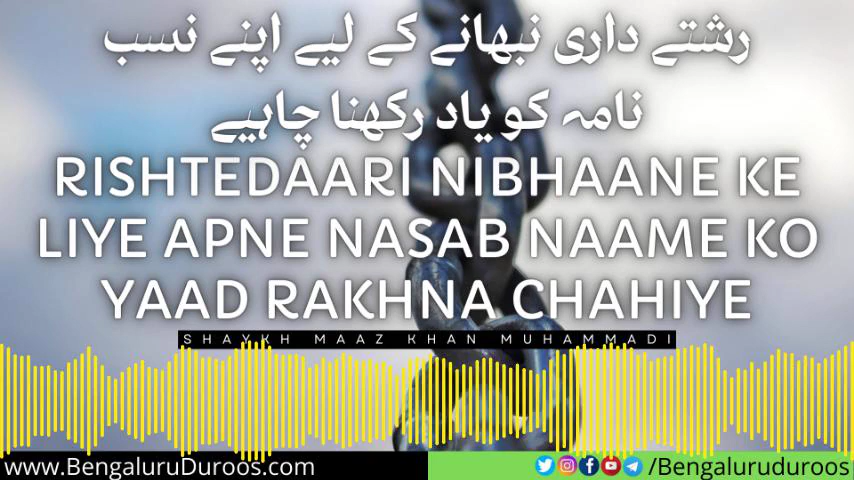 رشتے داری نبھانے کے لیے اپنے نسب
نامہ کو یاد رکھنا چاہیے
RISHTEDAARI NIBHAANE KE
LIYE APNE NASAB NAAME KO
YAAD RAKHNA CHAHIYE
SHAYKH MAAZ KHAN MUHAMMADI
www.BengaluruDuroos.com
/Bengaluruduroos